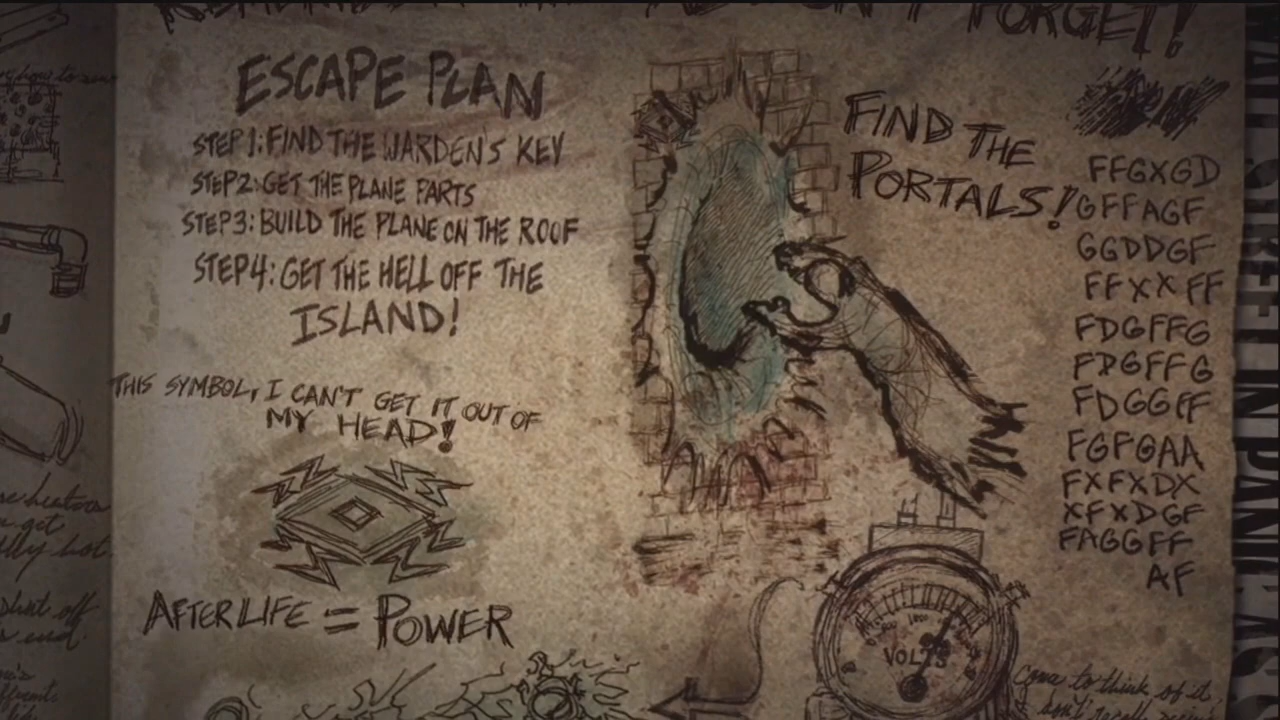 FORGET!
ESCAPE PLAN
STEP 1: FIND THE WARDEN'S KEY
STEP 2: GET THE PLANE PARTS
STEP 3: BUILD THE PLANE ON THE ROOF
STEP 4: GET THE HELL OFF THE
ISLAND!
THIS SYMBOL, I CAN'T GET IT OUT OF
MY HEAD!
AFTERLIFE = POWER
FIND THE
PORTALS!
FFGXGD
GFFAGF
GGDDGF
FFXXFF
FDGFFG
FDGFFG
FDGGFF
FGFGAA
FXFXDX
XFXDGF
FAGGFF
AF
VOLTS
Come to think of it